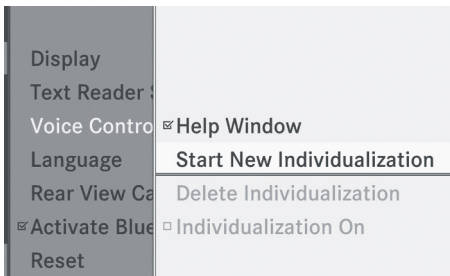 Display
Text Reader
Voice Contro
Language
Rear View Ca
Activate Blue
Reset
Help Window
Start New Individualization
Delete Individualization
Individualization On